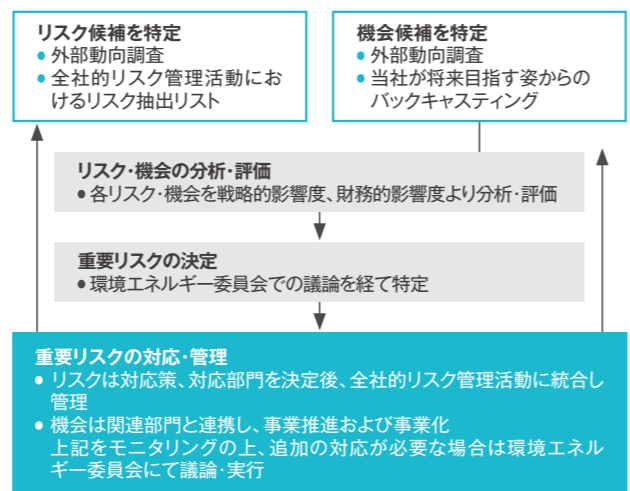 リスク候補を特定
● 外部動向調査
● 全社的リスク管理活動にお
けるリスク抽出リスト
機会候補を特定
● 外部動向調査
● 当社が将来目指す姿からの
バックキャスティング
リスク・機会の分析・評価
● 各リスク・機会を戦略的影響度、財務的影響度より分析・評価
重要リスクの決定
● 環境エネルギー委員会での議論を経て特定
重要リスクの対応・管理
● リスクは対応策、対応部門を決定後、全社的リスク管理活動に統合し
管理
● 機会は関連部門と連携し、事業推進および事業化
上記をモニタリングの上、追加の対応が必要な場合は環境エネル
ギー委員会にて議論・実行